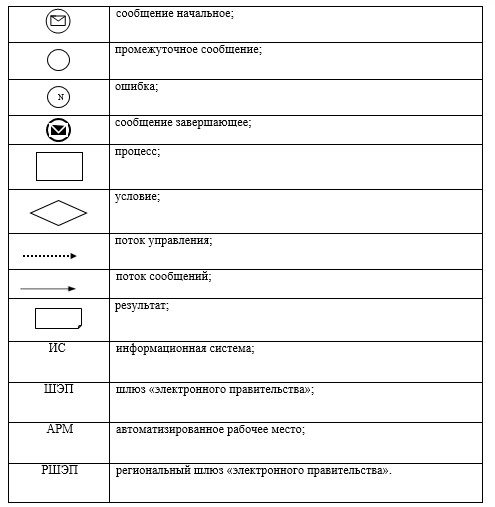 сообщение начальное;
промежуточное сообщение;
N
ошибка;
сообщение завершающее;
процесс;
условие;
поток управления;
поток сообщений;
результат;
ИС информационная система;
ШЭП шлюз «электронного правительства»;
АРМ автоматизированное рабочее место;
РШЭП региональный шлюз «электронного правительства».